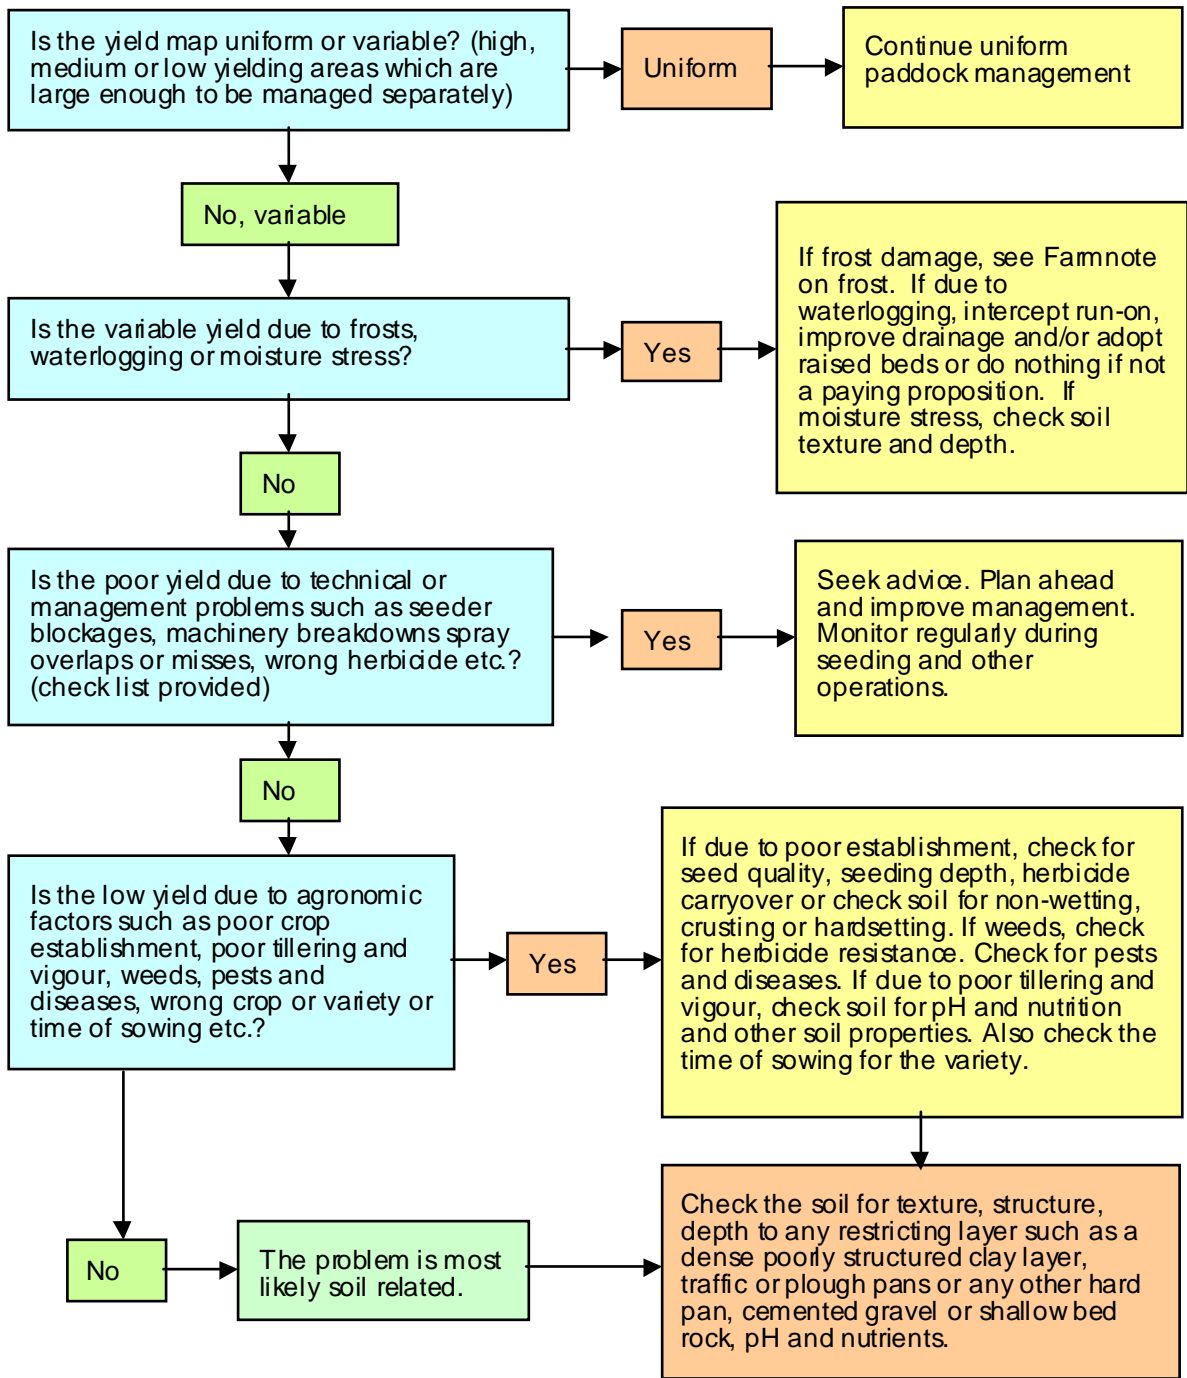 Is the yield map uniform or variable? (high,
medium or low yielding areas which are
large enough to be managed separately)
Uniform
Continue uniform
paddock management
No, variable
Is the variable yield due to frosts,
waterlogging or moisture stress?
Yes
If frost damage, see Farmnote
on frost. If due to
waterlogging, intercept run-on,
improve drainage and/or adopt
raised beds or do nothing if not
a paying proposition. If
moisture stress, check soil
texture and depth.
No
Is the poor yield due to technical or
management problems such as seeder
blockages, machinery breakdowns spray
overlaps or misses, wrong herbicide etc.?
(check list provided)
Yes
Seek advice. Plan ahead
and improve management.
Monitor regularly during
seeding and other
operations.
No
Is the low yield due to agronomic
factors such as poor crop
establishment, poor tillering and
vigour, weeds, pests and
diseases, wrong crop or variety or
time of sowing etc.?
Yes
If due to poor establishment, check for
seed quality, seeding depth, herbicide
carryover or check soil for non-wetting,
crusting or hardsetting. If weeds, check
for herbicide resistance. Check for pests
and diseases. If due to poor tillering and
vigour, check soil for pH and nutrition
and other soil properties. Also check the
time of sowing for the variety.
No
The problem is most
likely soil related.
Check the soil for texture, structure,
depth to any restricting layer such as a
dense poorly structured clay layer,
traffic or plough pans or any other hard
pan, cemented gravel or shallow bed
rock, pH and nutrients.